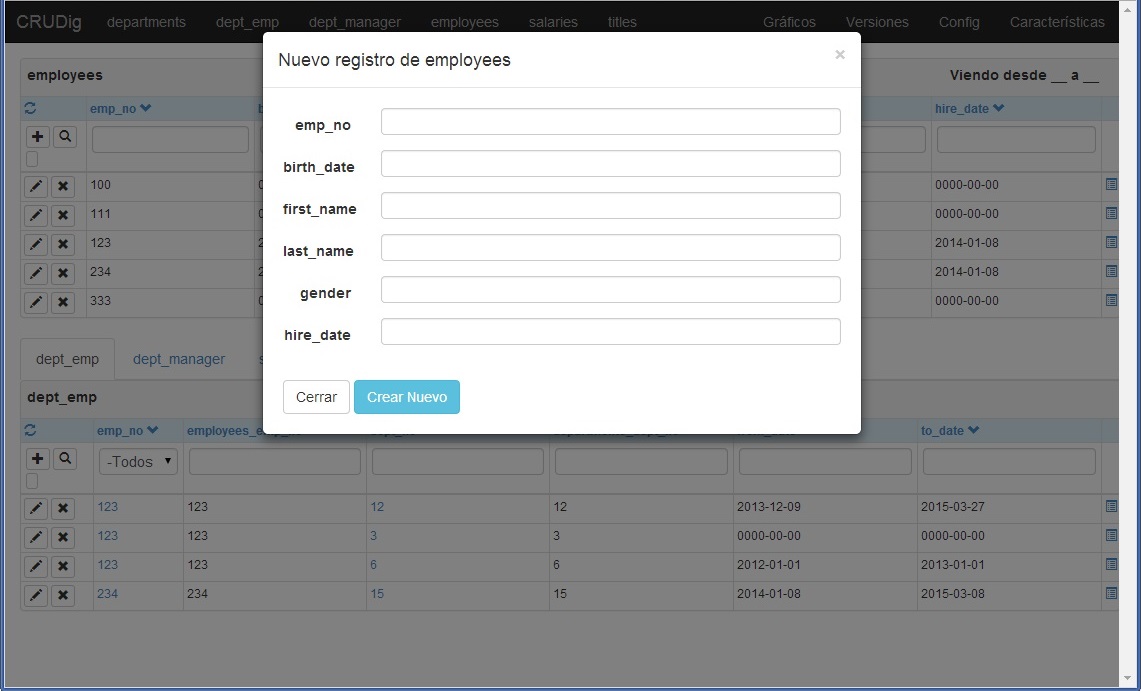 CRUDig departments dept_emp dept_manager employees salaries titles Gráficos Versiones Config Características
Nuevo registro de employees ×
employees Viendo desde __ a __
emp_no hire_date
emp_no
birth_date
first_name
last_name
gender
hire_date
Cerrar Crear Nuevo
100 0000-00-00
111 0000-00-00
123 2014-01-08
234 2014-01-08
333 0000-00-00
dept_emp dept_manager
dept_emp
emp_no to_date
-Todos
123 123 12 12 2013-12-09 2015-03-27
123 123 3 3 0000-00-00 0000-00-00
123 123 6 6 2012-01-01 2013-01-01
234 234 15 15 2014-01-08 2015-03-08